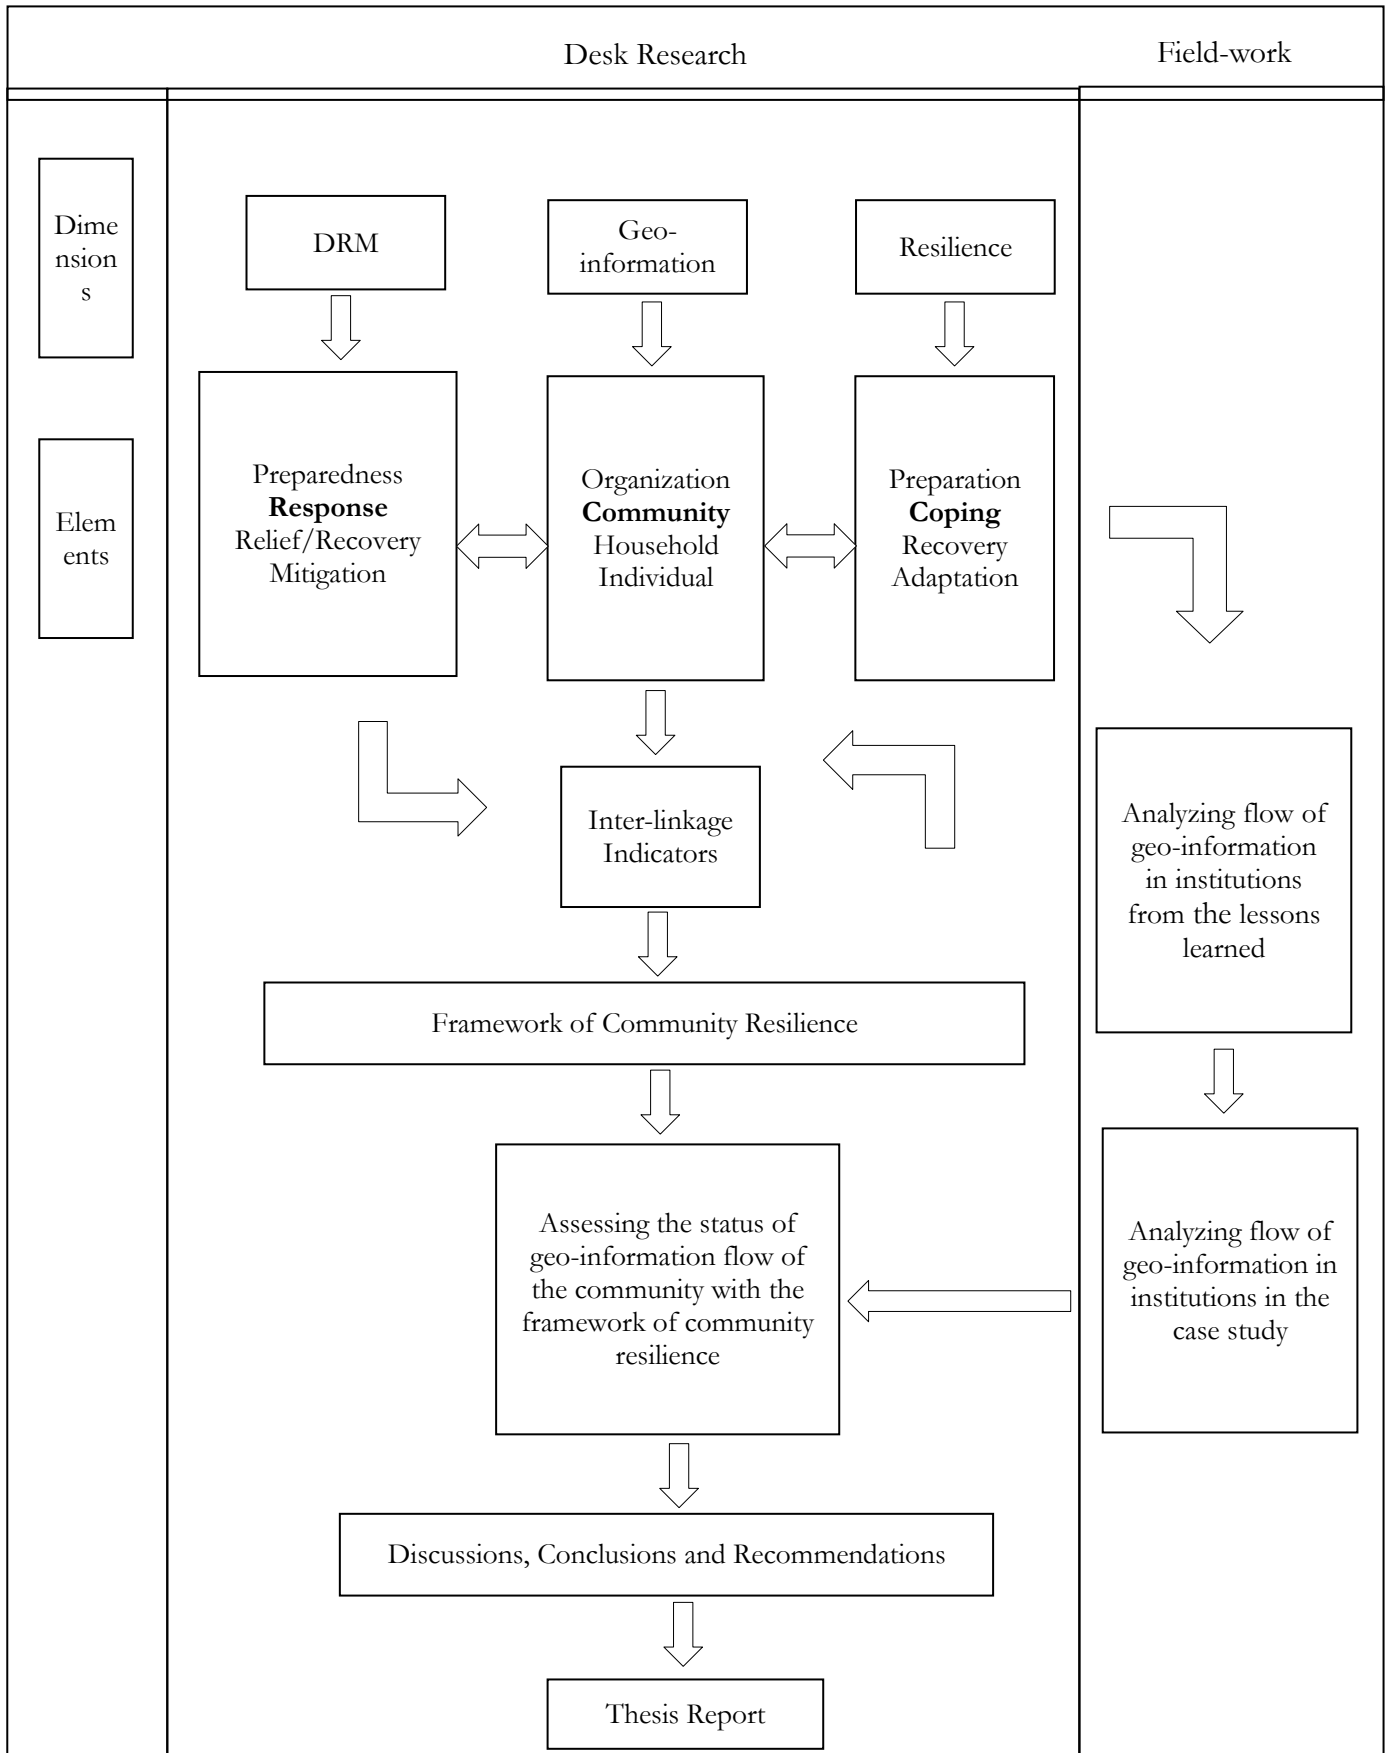 Desk Research
Field-work
Dime
nsion
s
DRM
Geo-
information
Resilience
Elem
ents
Preparedness
Response
Relief/Recovery
Mitigation
Organization
Community
Household
Individual
Preparation
Coping
Recovery
Adaptation
Inter-linkage
Indicators
Analyzing flow of
geo-information
in institutions
from the lessons
learned
Framework of Community Resilience
Assessing the status of
geo-information flow of
the community with the
framework of community
resilience
Analyzing flow of
geo-information in
institutions in the
case study
Discussions, Conclusions and Recommendations
Thesis Report